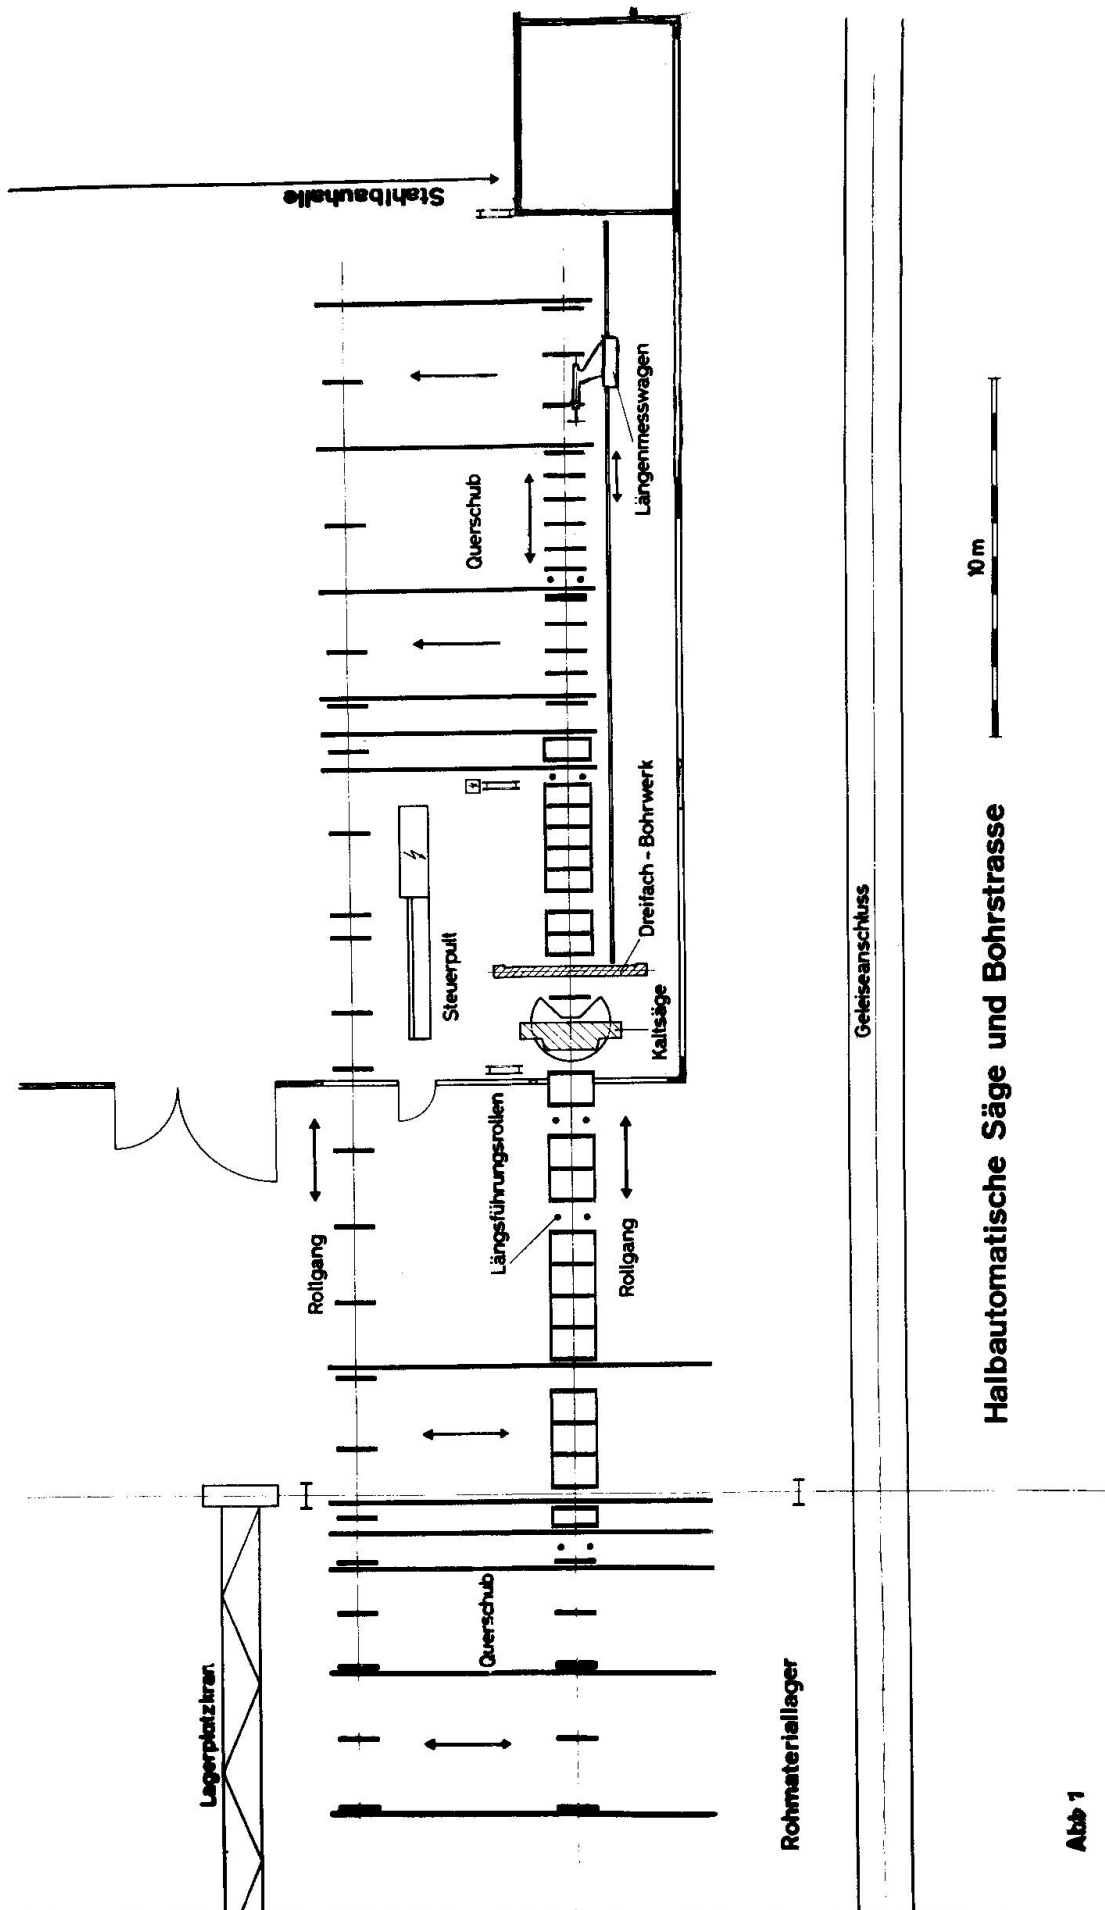 Stahlbauhalle
Querschub
Längenmesswagen
10 m
Steuerpult
Dreifach - Bohrwerk
Kaltsäge
Geleiseanschluss
Rollgang
Längsführungsrollen
Rollgang
Halbautomatische Säge und Bohrstrasse
Lagerplatzkran
Querschub
Rohmateriallager
Abb 1